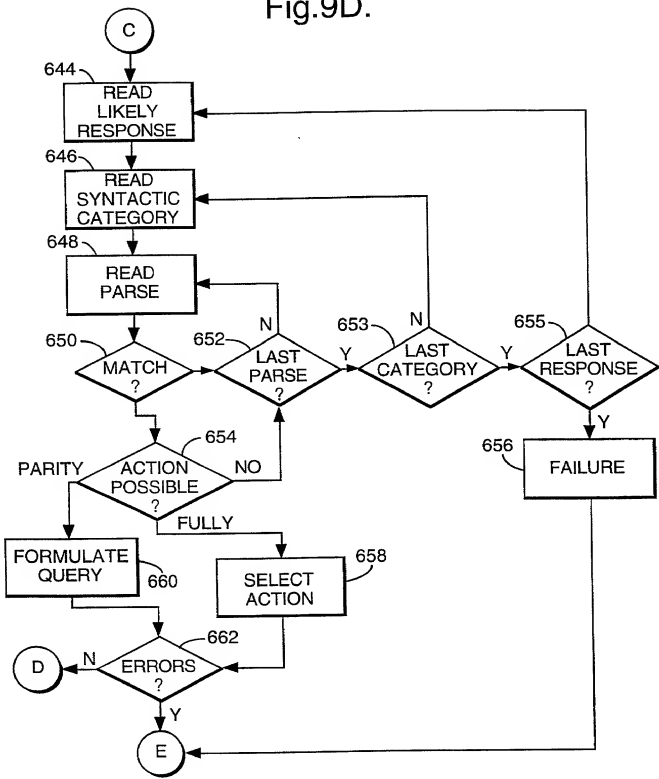 Fig.9D.
C
644
READ
LIKELY
RESPONSE
646
READ
SYNTACTIC
CATEGORY
648
READ
PARSE
650
MATCH
?
652
N
LAST
PARSE
?
Y
653
N
LAST
CATEGORY
?
Y
655
LAST
RESPONSE
?
Y
656
FAILURE
654
PARITY
ACTION
POSSIBLE
?
NO
FULLY
FORMULATE
QUERY
660
SELECT
ACTION
658
662
ERRORS
?
N
D
Y
E